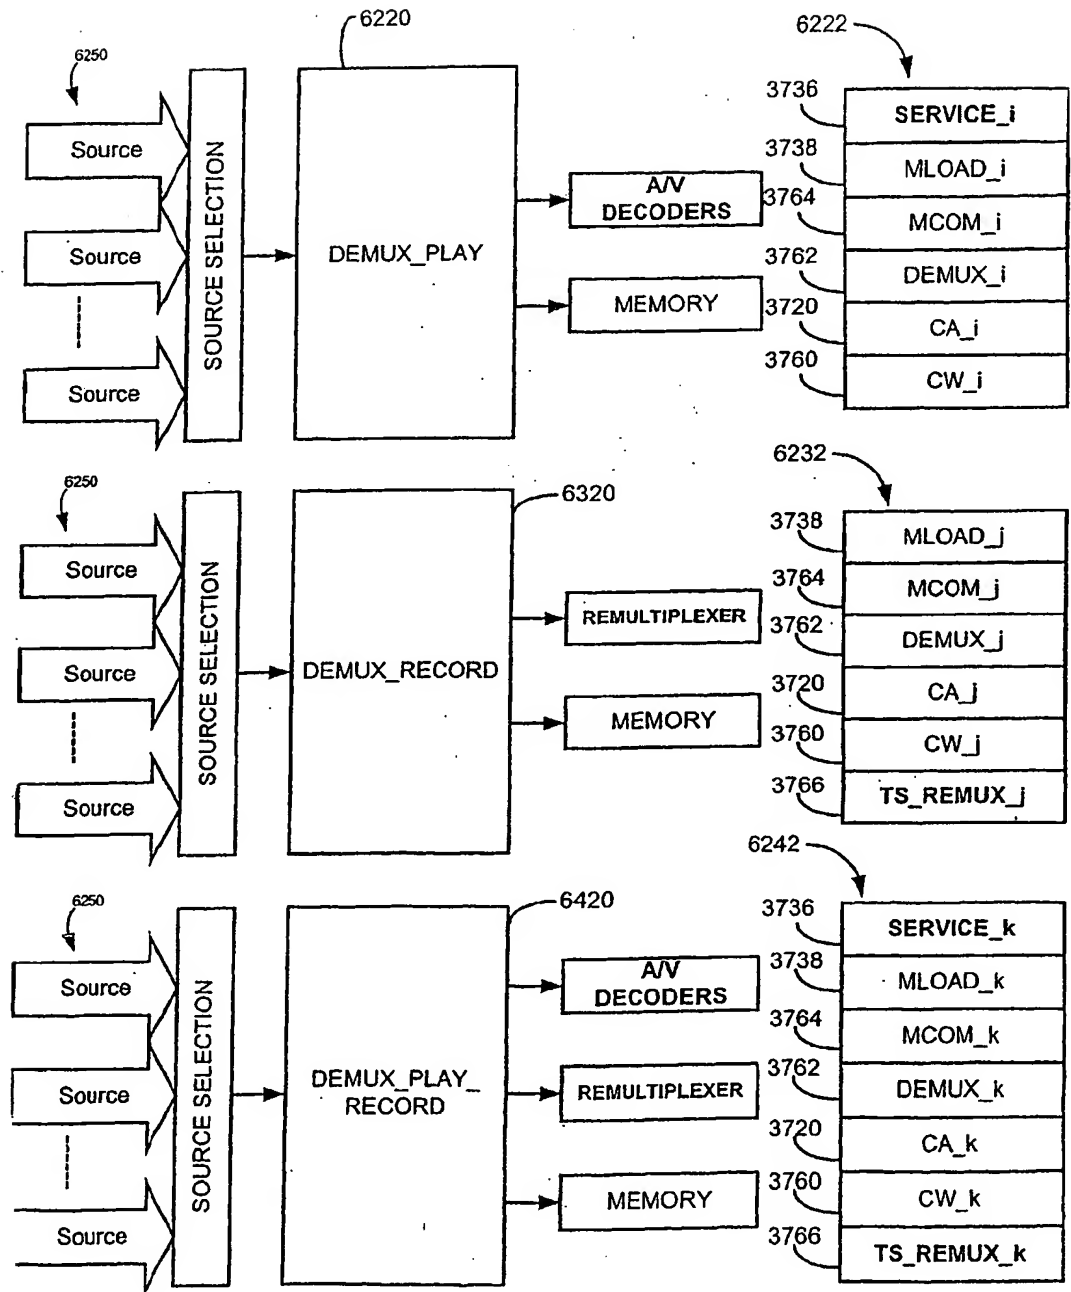 6220
6222
6250
3736
SERVICE_i
Source
3738
MLOAD_i
A/V
DECODERS
3764
MCOM_i
SOURCE SELECTION
Source
DEMUX_PLAY
3762
DEMUX_i
MEMORY
3720
CA_i
3760
CW_i
Source
6232
6250
6320
3738
MLOAD_j
Source
3764
MCOM_j
REMULTIPLEXER
3762
DEMUX_j
SOURCE SELECTION
Source
DEMUX_RECORD
3720
CA_j
MEMORY
3760
CW_j
3766
TS_REMUX_j
Source
6242
6250
6420
3736
SERVICE_k
A/V
DECODERS
3738
MLOAD_k
Source
3764
MCOM_k
SOURCE SELECTION
Source
DEMUX_PLAY_
RECORD
REMULTIPLEXER
3762
DEMUX_k
3720
CA_k
MEMORY
3760
CW_k
Source
3766
TS_REMUX_k